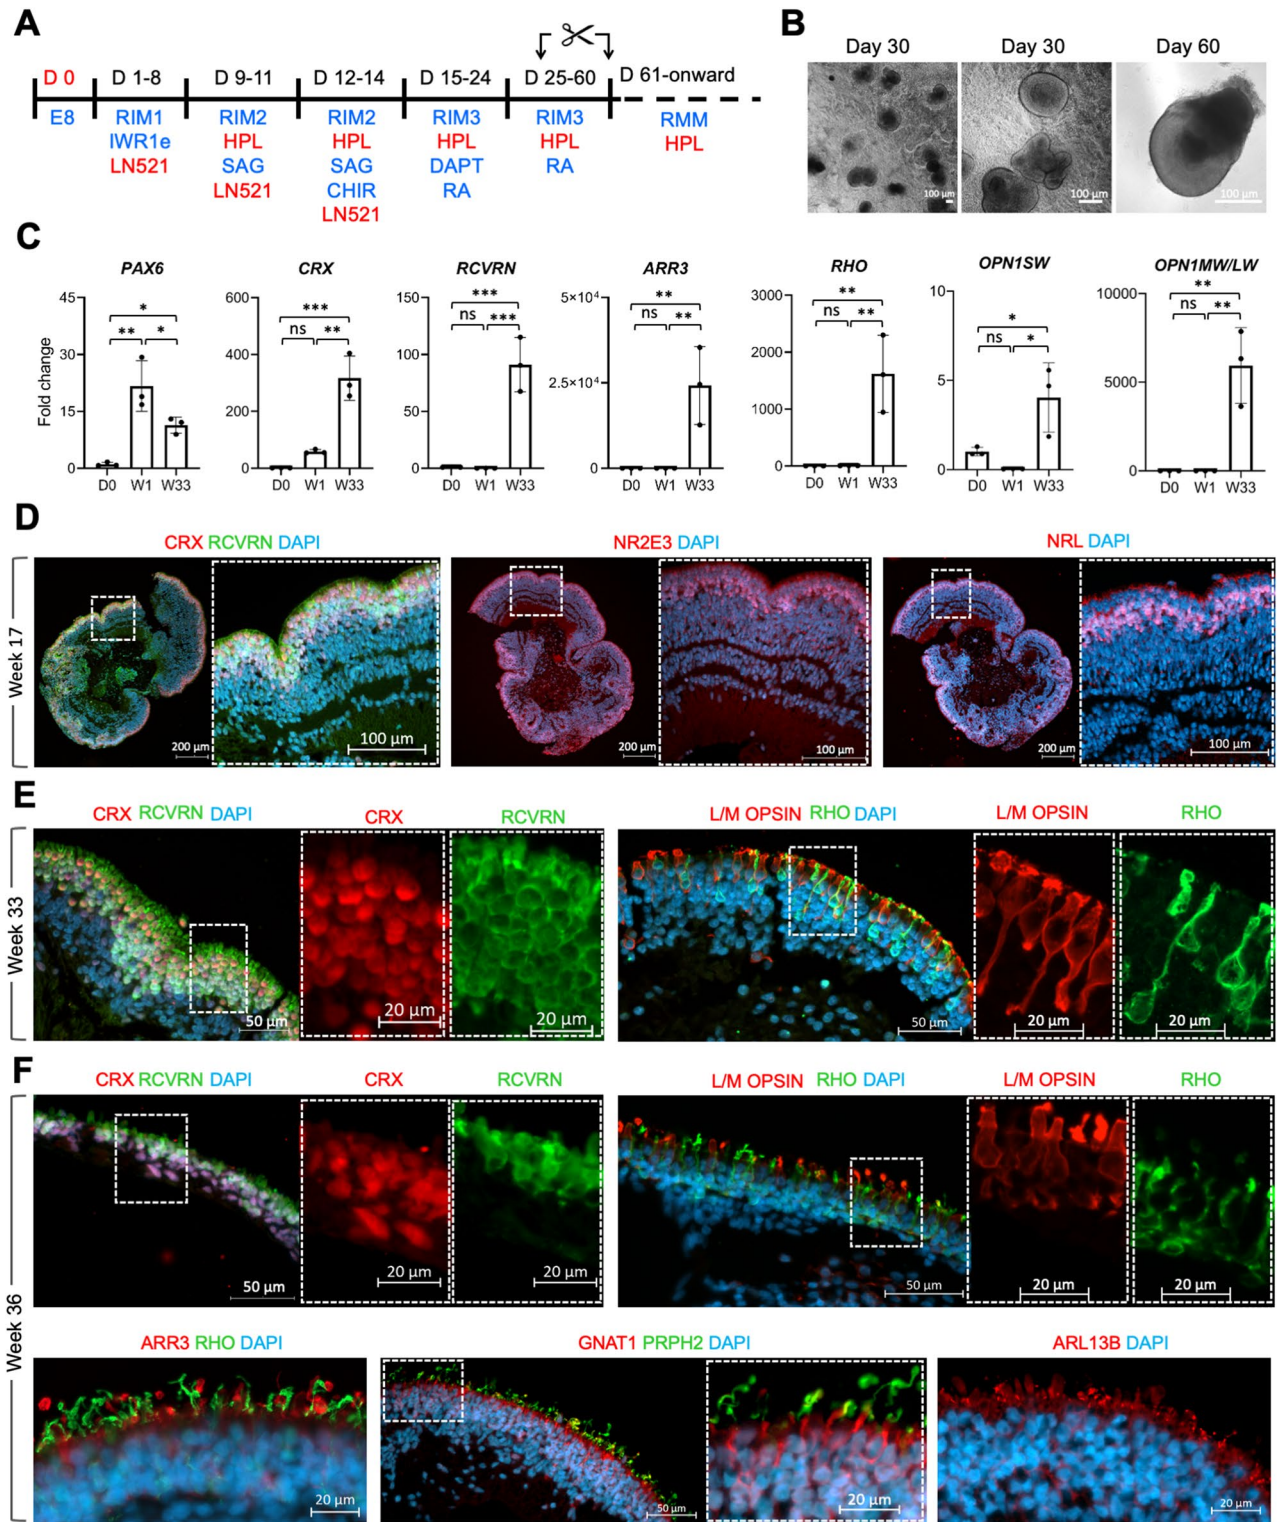 A
D 0 D 1-8 D 9-11 D 12-14 D 15-24 D 25-60 D 61-onward
E8 RIM1 RIM2 RIM2 RIM3 RIM3 RMM
IWR1e HPL HPL HPL HPL HPL
LN521 SAG SAG DAPT RA
LN521 CHIR RA
LN521
B
Day 30 Day 30 Day 60
100 µm 100 µm 100 µm
C
PAX6 CRX RCVRN ARR3 RHO OPN1SW OPN1MW/LW
Fold change
45 30 15 0
* ** *
D0 W1 W33
600 400 200 0
*** ns **
D0 W1 W33
150 100 50 0
*** ns ***
D0 W1 W33
5×10⁴ 2.5×10⁴ 0
** ns **
D0 W1 W33
3000 2000 1000 0
** ns **
D0 W1 W33
10 5 0
* ns *
D0 W1 W33
10000 5000 0
** ns **
D0 W1 W33
D
Week 17
CRX RCVRN DAPI NR2E3 DAPI NRL DAPI
200 µm 100 µm 200 µm 100 µm 200 µm 100 µm
E
Week 33
CRX RCVRN DAPI CRX RCVRN L/M OPSIN RHO DAPI L/M OPSIN RHO
50 µm 20 µm 20 µm 50 µm 20 µm 20 µm
F
Week 36
CRX RCVRN DAPI CRX RCVRN L/M OPSIN RHO DAPI L/M OPSIN RHO
50 µm 20 µm 20 µm 50 µm 20 µm 20 µm
ARR3 RHO DAPI GNAT1 PRPH2 DAPI ARL13B DAPI
20 µm 50 µm 20 µm 20 µm